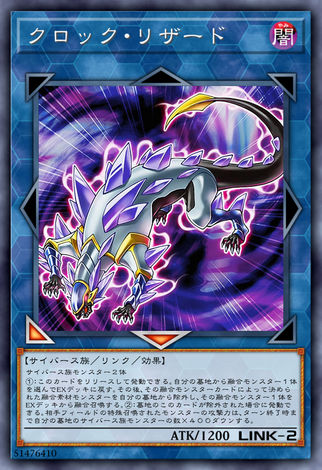 クロック・リザード
やみ
闇
【サイバース族／リンク／効果】
サイバース族モンスター２体
①：このカードをリリースして発動できる。自分の墓地から融合モンスター１体
を選んでEXデッキに戻す。その後、その融合モンスターカードによって決めら
れた融合素材モンスターを自分の墓地から除外し、その融合モンスター１体を
EXデッキから融合召喚する。②：墓地のこのカードが除外された場合に発動で
きる。相手フィールドの特殊召喚されたモンスターの攻撃力は、ターン終了時ま
で自分の墓地のサイバース族モンスターの数×４００ダウンする。
ATK/1200 LINK-2
51476410